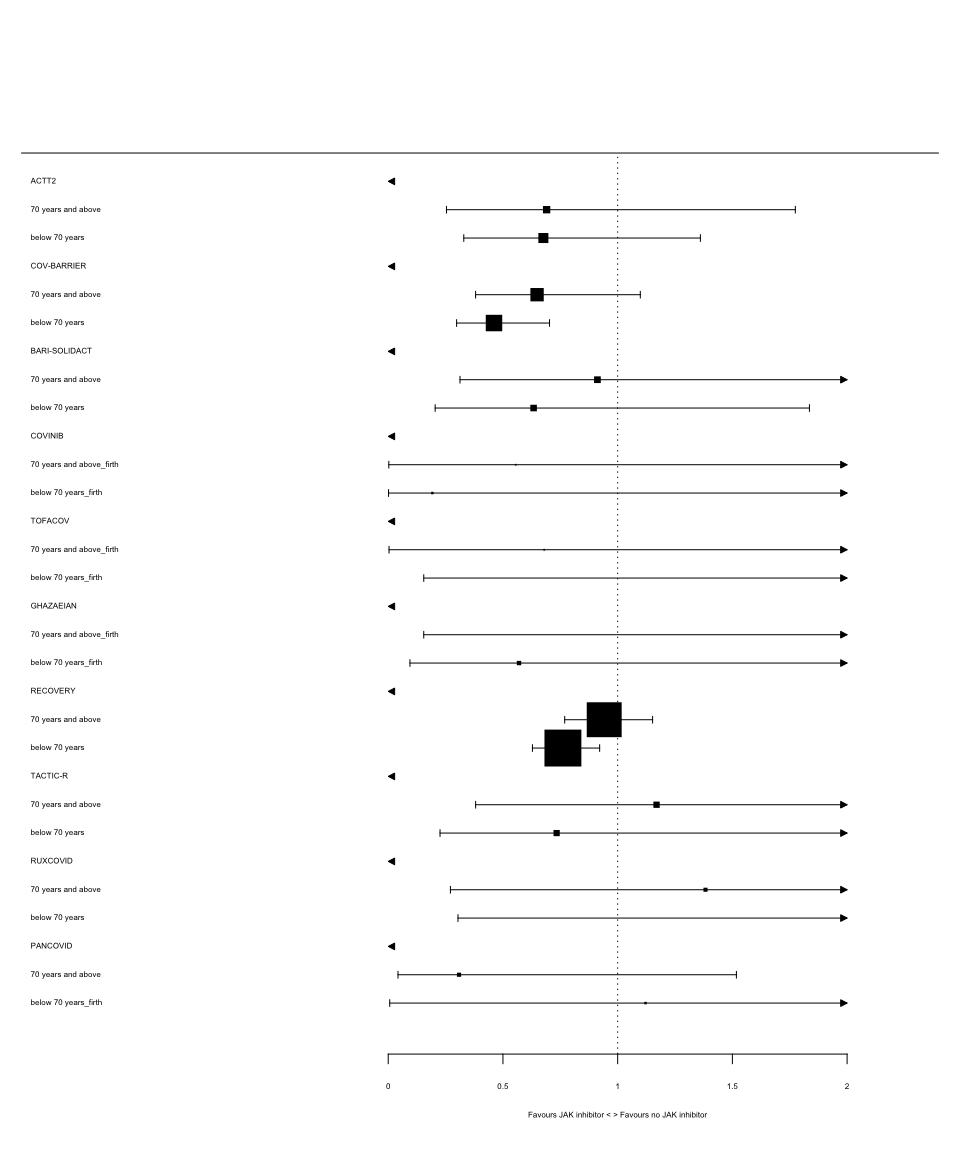 ACTT2
70 years and above
below 70 years
COV-BARRIER
70 years and above
below 70 years
BARI-SOLIDACT
70 years and above
below 70 years
COVINIB
70 years and above_firth
below 70 years_firth
TOFACOV
70 years and above_firth
below 70 years_firth
GHAZAEIAN
70 years and above_firth
below 70 years_firth
RECOVERY
70 years and above
below 70 years
TACTIC-R
70 years and above
below 70 years
RUXCOVID
70 years and above
below 70 years
PANCOVID
70 years and above
below 70 years_firth
0 0.5 1 1.5 2
Favours JAK inhibitor < > Favours no JAK inhibitor